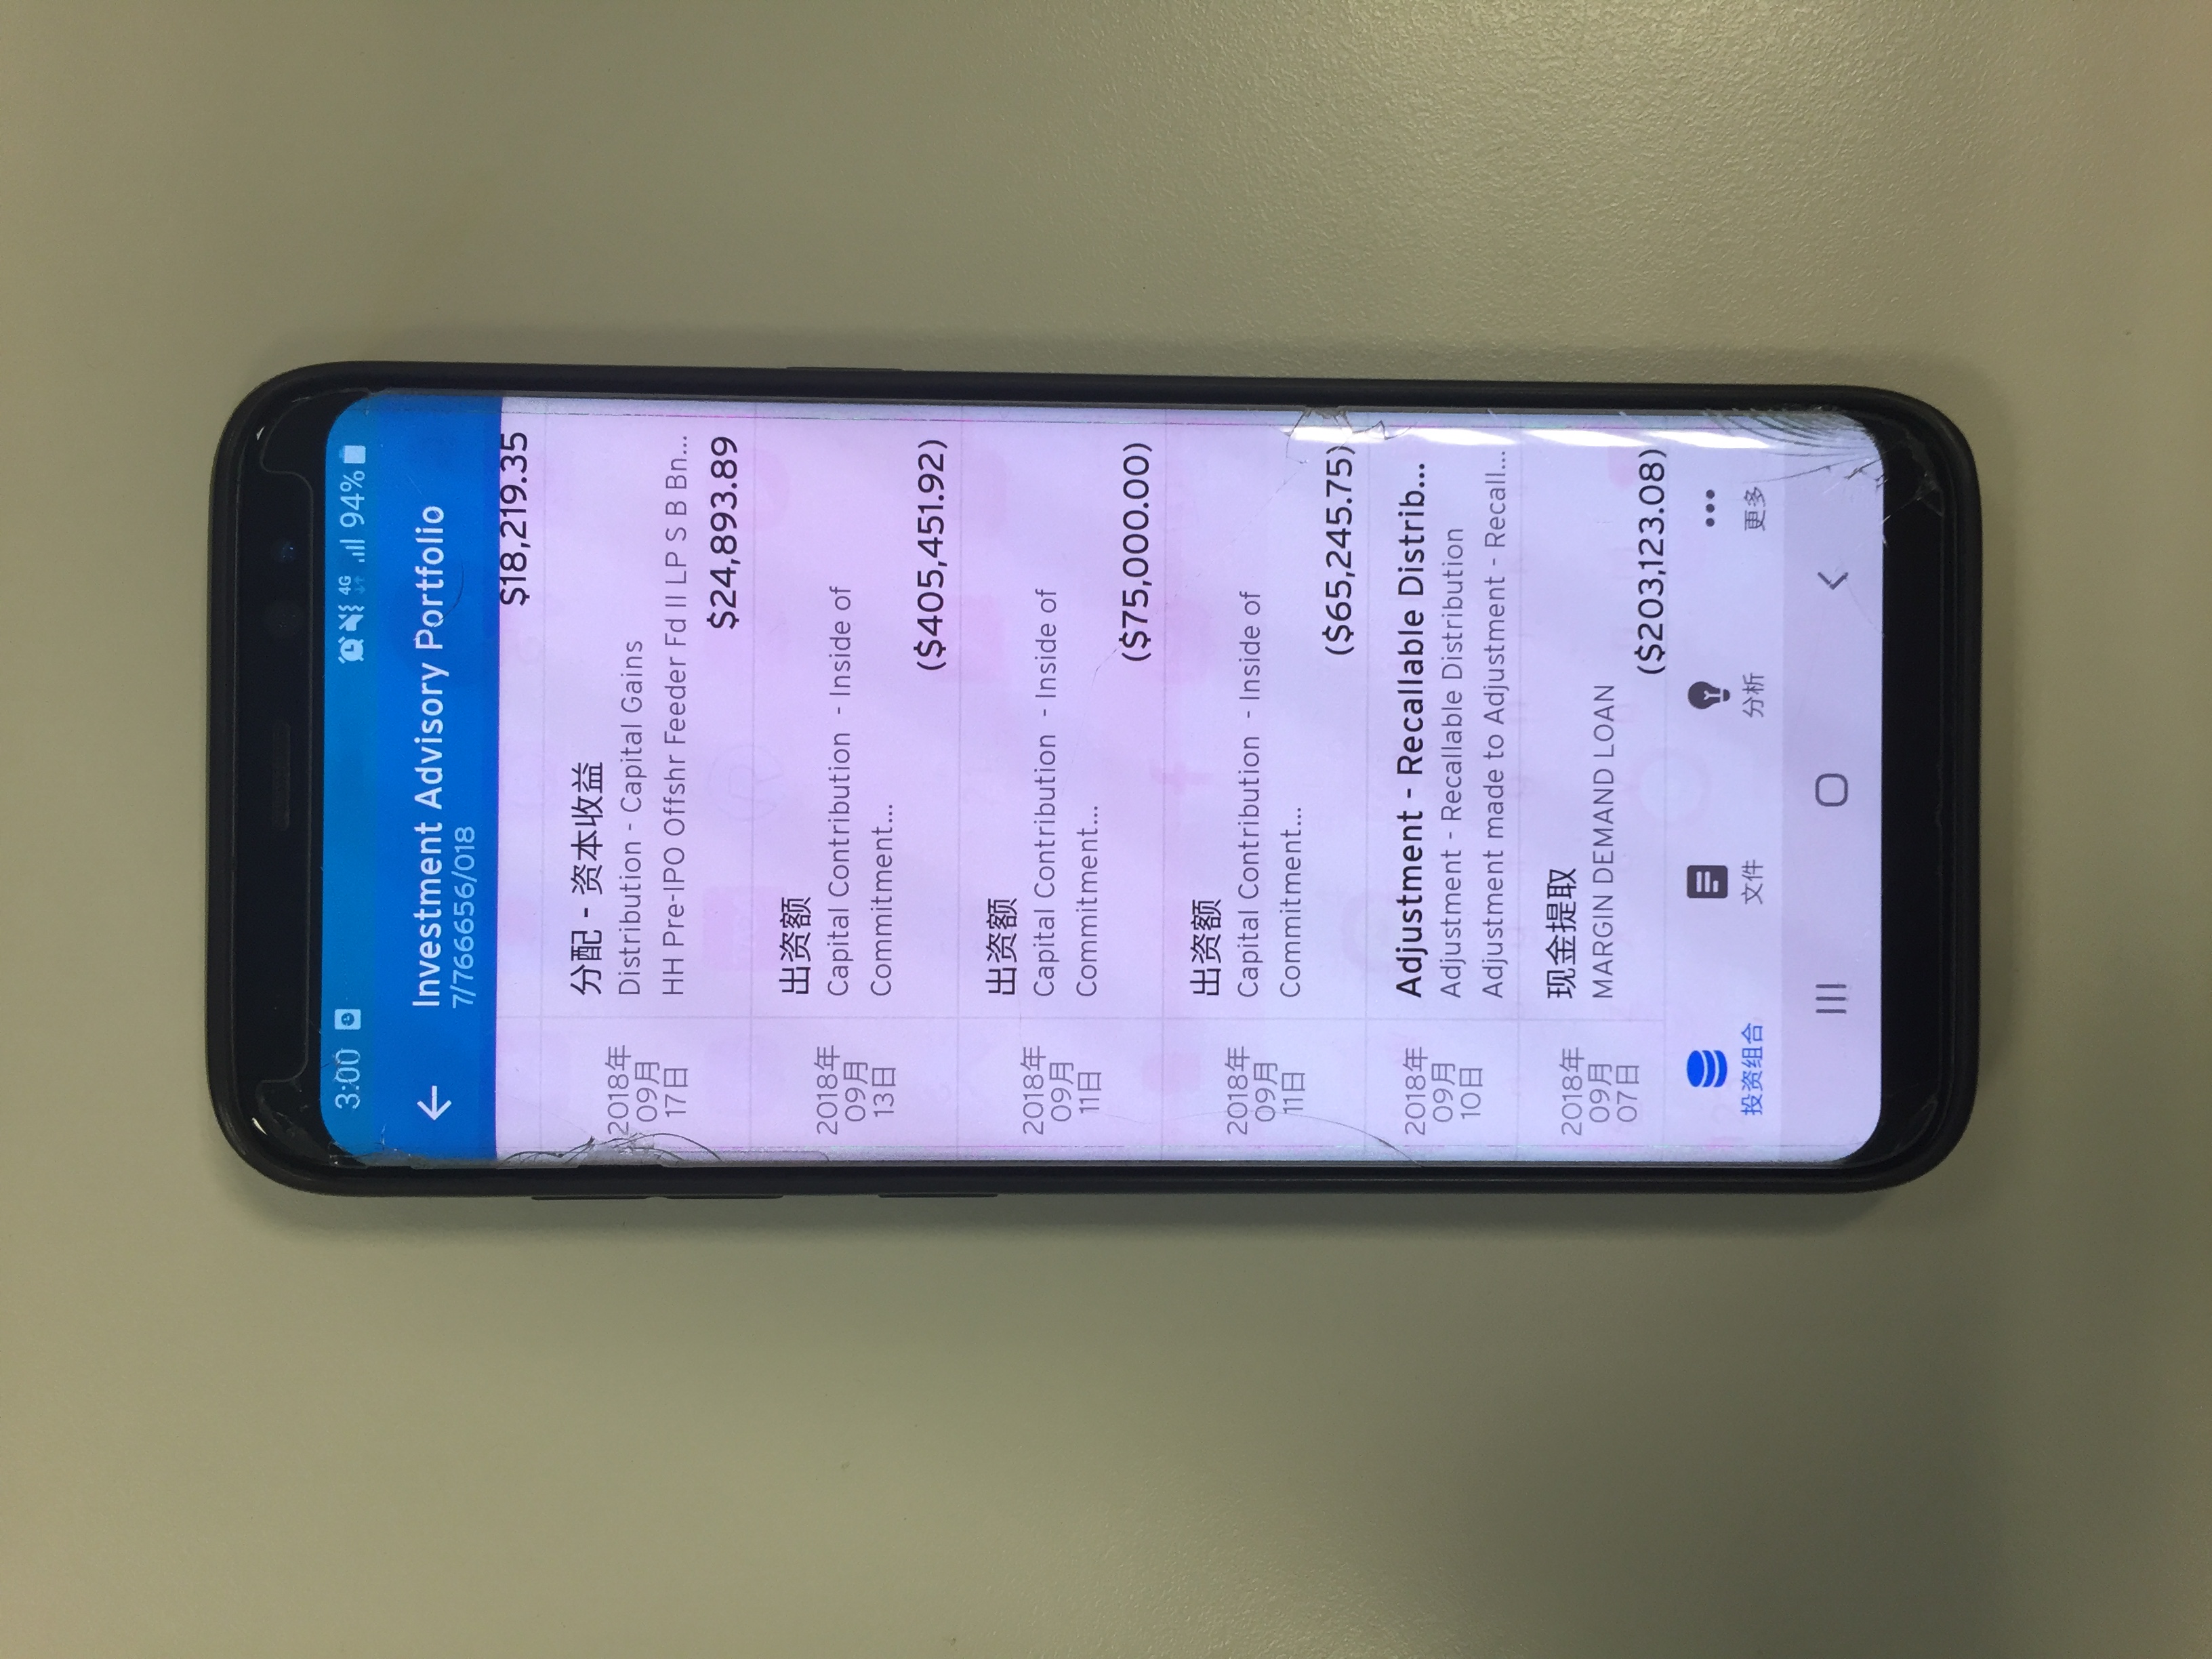 3:00
4G
94%
Investment Advisory Portfolio
7/766656/018
$18,219.35
2018年
09月
17日
分配 - 资本收益
Distribution - Capital Gains
HH Pre-IPO Offshr Feeder Fd II LP S B Bn...
$24,893.89
2018年
09月
13日
出资额
Capital Contribution - Inside of
Commitment...
($405,451.92)
2018年
09月
11日
出资额
Capital Contribution - Inside of
Commitment...
($75,000.00)
2018年
09月
11日
出资额
Capital Contribution - Inside of
Commitment...
($65,245.75)
2018年
09月
10日
Adjustment - Recallable Distrib...
Adjustment - Recallable Distribution
Adjustment made to Adjustment - Recall...
2018年
09月
07日
现金提取
MARGIN DEMAND LOAN
($203,123.08)
投资组合
文件
分析
更多